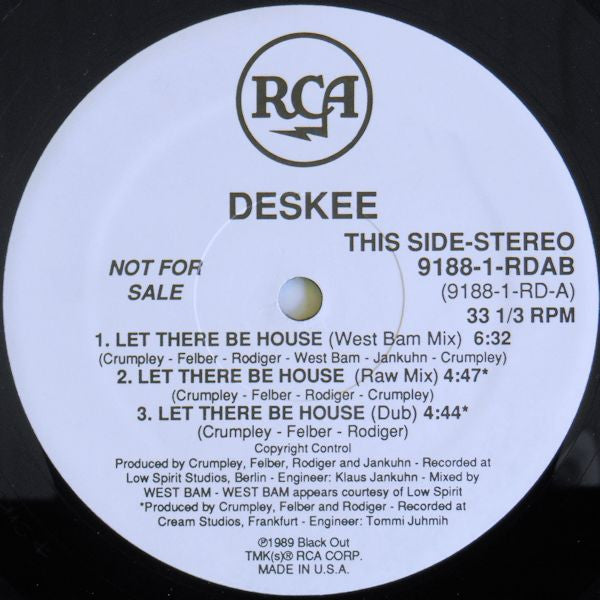 RCA
DESKEE
THIS SIDE-STEREO
NOT FOR
SALE
9188-1-RDAB
(9188-1-RD-A)
33 1/3 RPM
1. LET THERE BE HOUSE (West Bam Mix) 6:32
(Crumpley - Felber - Rodiger - West Bam - Jankuhn - Crumpley)
2. LET THERE BE HOUSE (Raw Mix) 4:47*
(Crumpley - Felber - Rodiger - Crumpley)
3. LET THERE BE HOUSE (Dub) 4:44*
(Crumpley - Felber - Rodiger)
Copyright Control
Produced by Crumpley, Felber, Rodiger and Jankuhn - Recorded at
Low Spirit Studios, Berlin - Engineer: Klaus Jankuhn - Mixed by
WEST BAM - WEST BAM appears courtesy of Low Spirit
*Produced by Crumpley, Felber and Rodiger - Recorded at
Cream Studios, Frankfurt - Engineer: Tommi Juhmih
℗1989 Black Out
TMK(s)® RCA CORP.
MADE IN U.S.A.